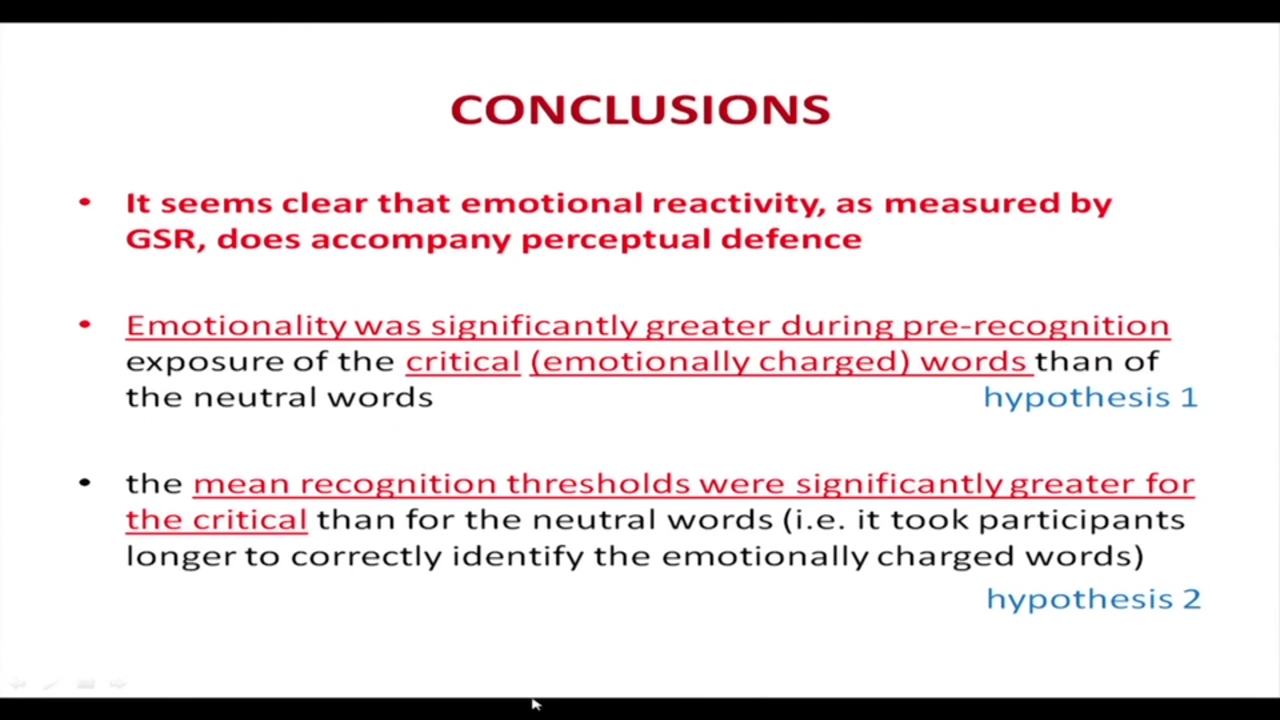 CONCLUSIONS
• It seems clear that emotional reactivity, as measured by
GSR, does accompany perceptual defence
• Emotionality was significantly greater during pre-recognition
exposure of the critical (emotionally charged) words than of
the neutral words hypothesis 1
• the mean recognition thresholds were significantly greater for
the critical than for the neutral words (i.e. it took participants
longer to correctly identify the emotionally charged words)
hypothesis 2